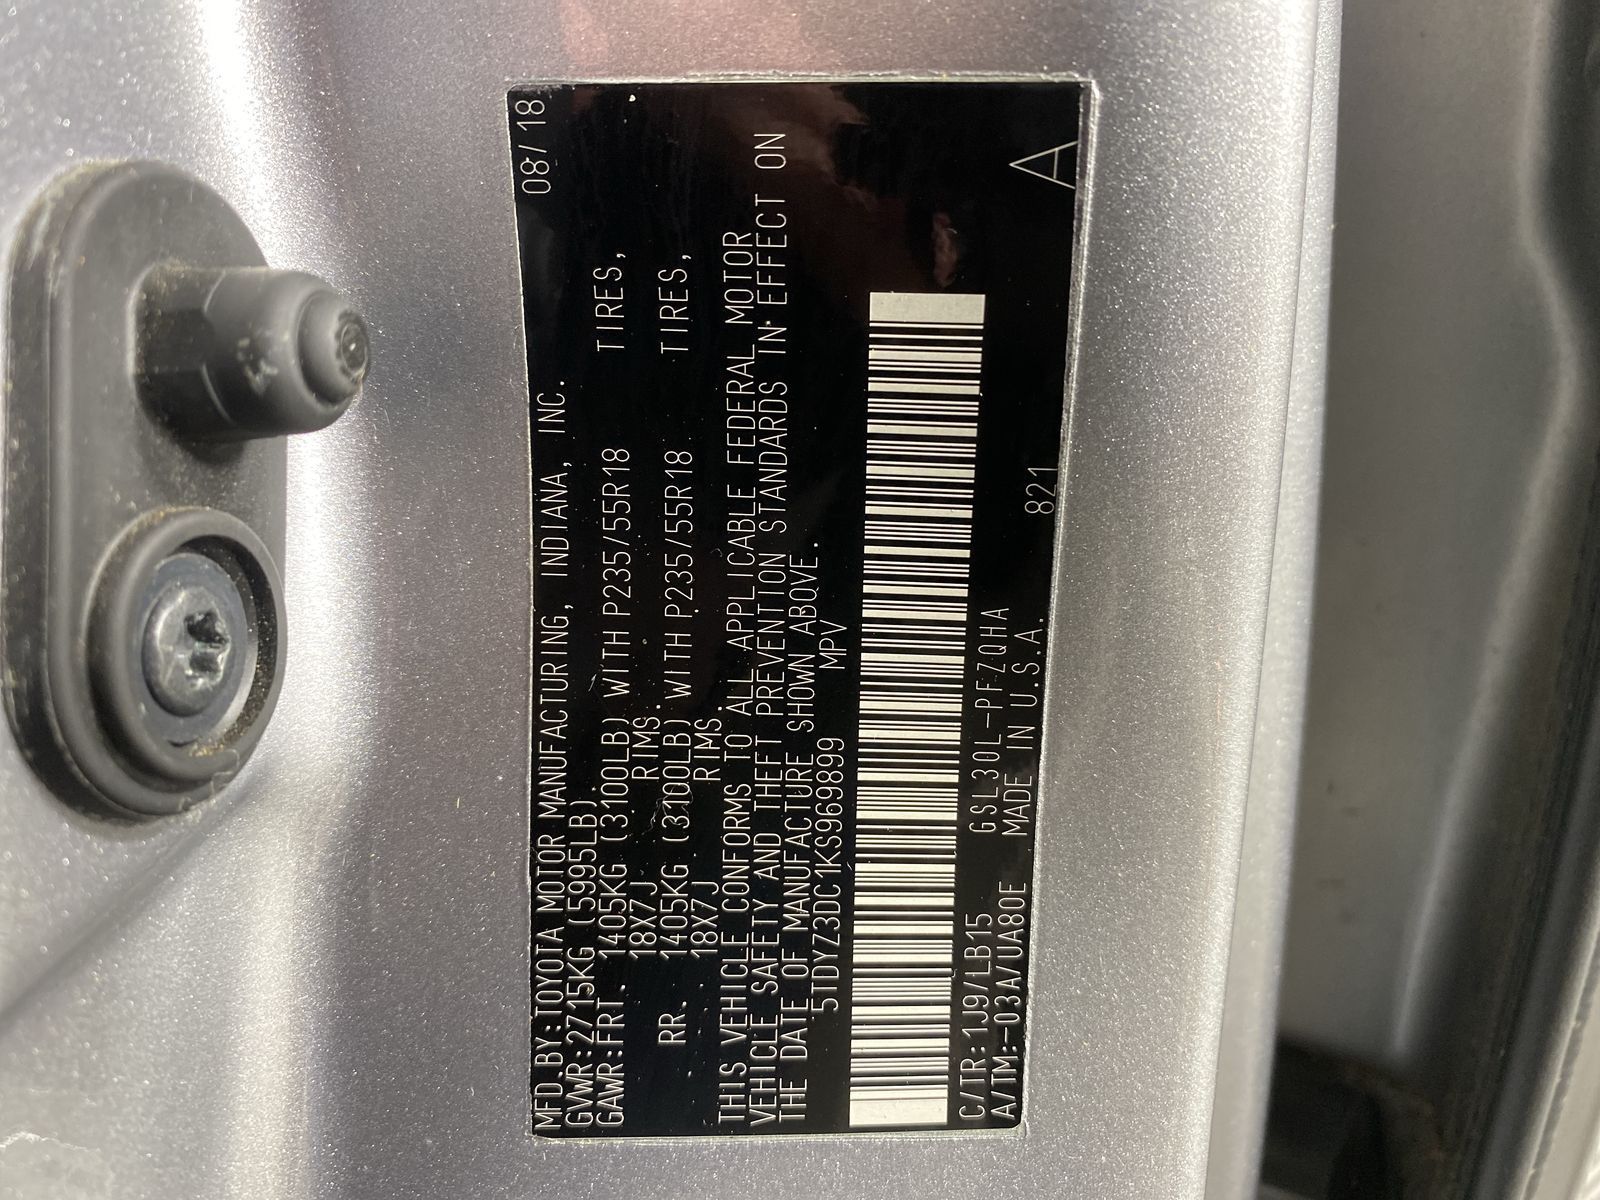 MFD.BY:TOYOTA MOTOR MANUFACTURING, INDIANA, INC. 08/18
GVWR:2715KG (5995LB).
GAWR:FRT. 1405KG (3100LB) WITH P235/55R18 TIRES,
18X7J RIMS.
RR. 1405KG (3100LB) WITH P235/55R18 TIRES,
18X7J RIMS.
THIS VEHICLE CONFORMS TO ALL APPLICABLE FEDERAL MOTOR
VEHICLE SAFETY AND THEFT PREVENTION STANDARDS IN EFFECT ON
THE DATE OF MANUFACTURE SHOWN ABOVE.
5TDYZ3DC1KS969899 MPV
C/TR:1J9/LB15 GSL30L-PFZQHA
A/TM:-03A/UA80E MADE IN U.S.A. 821 A